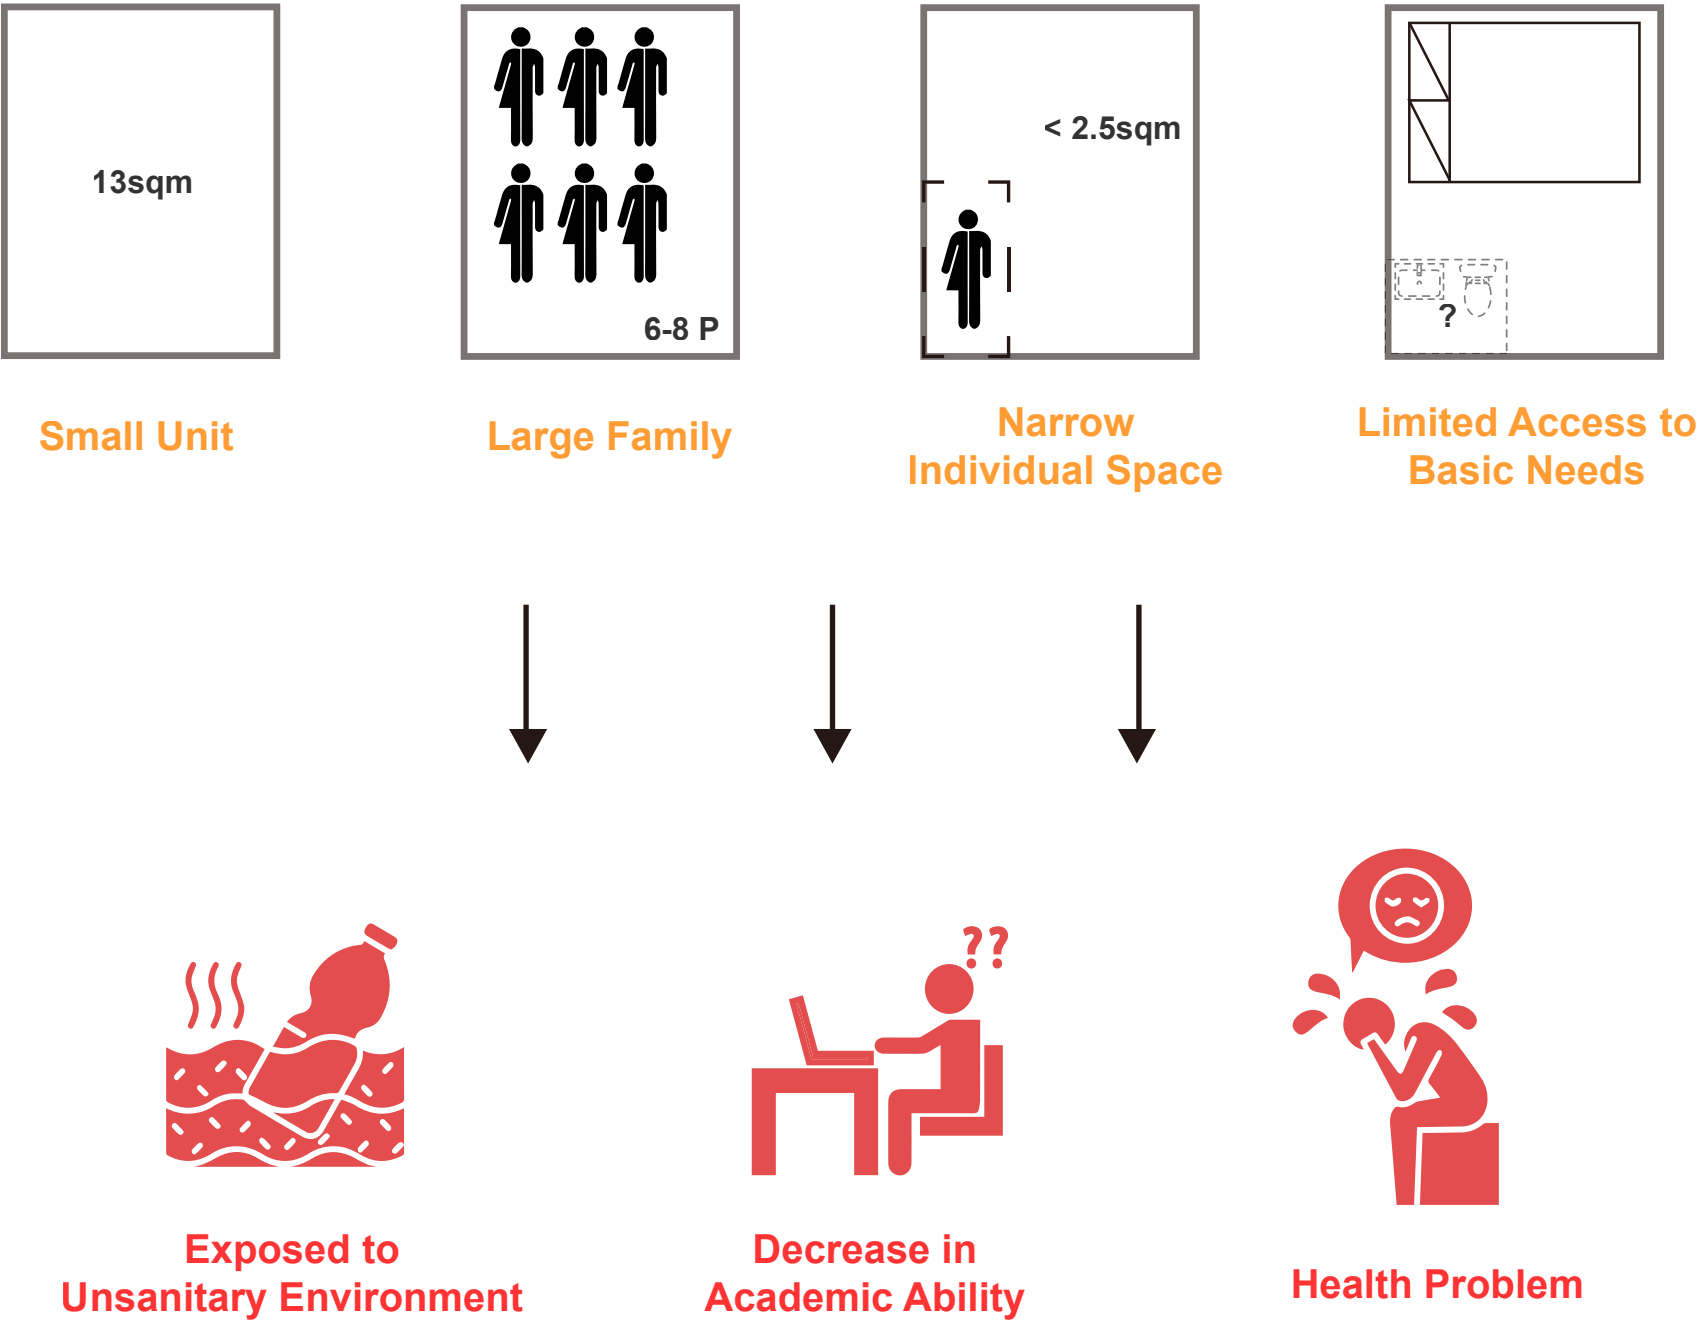 13sqm
6-8 P
< 2.5sqm
?
Small Unit
Large Family
Narrow
Individual Space
Limited Access to
Basic Needs
??
Exposed to
Unsanitary Environment
Decrease in
Academic Ability
Health Problem